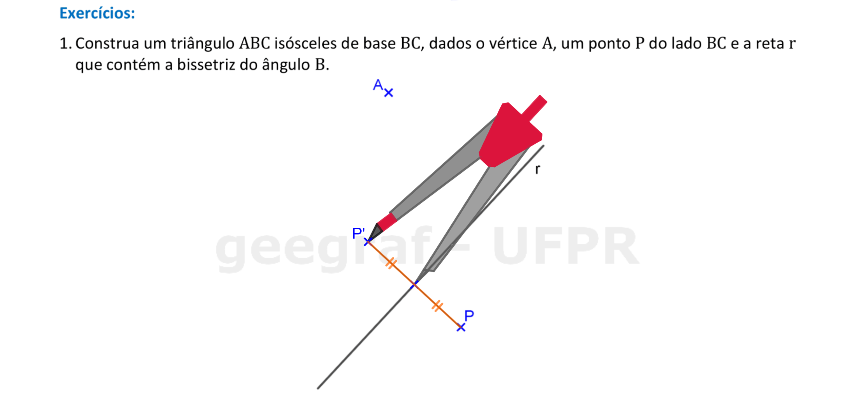 Exercícios:
1. Construa um triângulo ABC isósceles de base BC, dados o vértice A, um ponto P do lado BC e a reta r
que contém a bissetriz do ângulo B.
A
r
P'
geegraf - UFPR
P